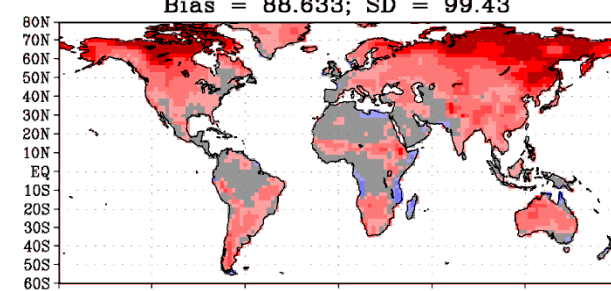 Bias = 88.633; SD = 99.43
80N
70N
60N
50N
40N
30N
20N
10N
EQ
10S
20S
30S
40S
50S
60S